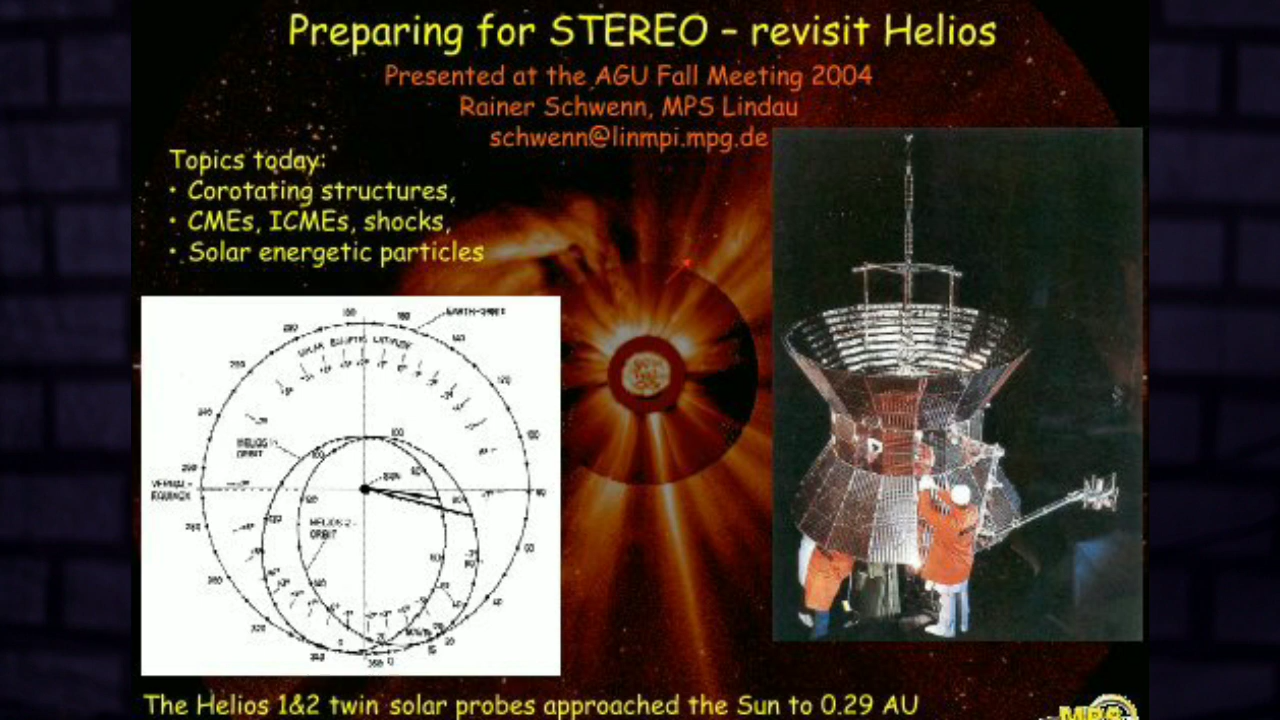 Preparing for STEREO – revisit Helios
Presented at the AGU Fall Meeting 2004
Rainer Schwenn, MPS Lindau
schwenn@linmpi.mpg.de
Topics today:
• Corotating structures,
• CMEs, ICMEs, shocks,
• Solar energetic particles
EARTH-ORBIT
SOLAR ECLIPTIC LATITUDE
HELIOS 1-
ORBIT
VERNAL-
EQUINOX
HELIOS 2-
ORBIT
The Helios 1&2 twin solar probes approached the Sun to 0.29 AU
MPS